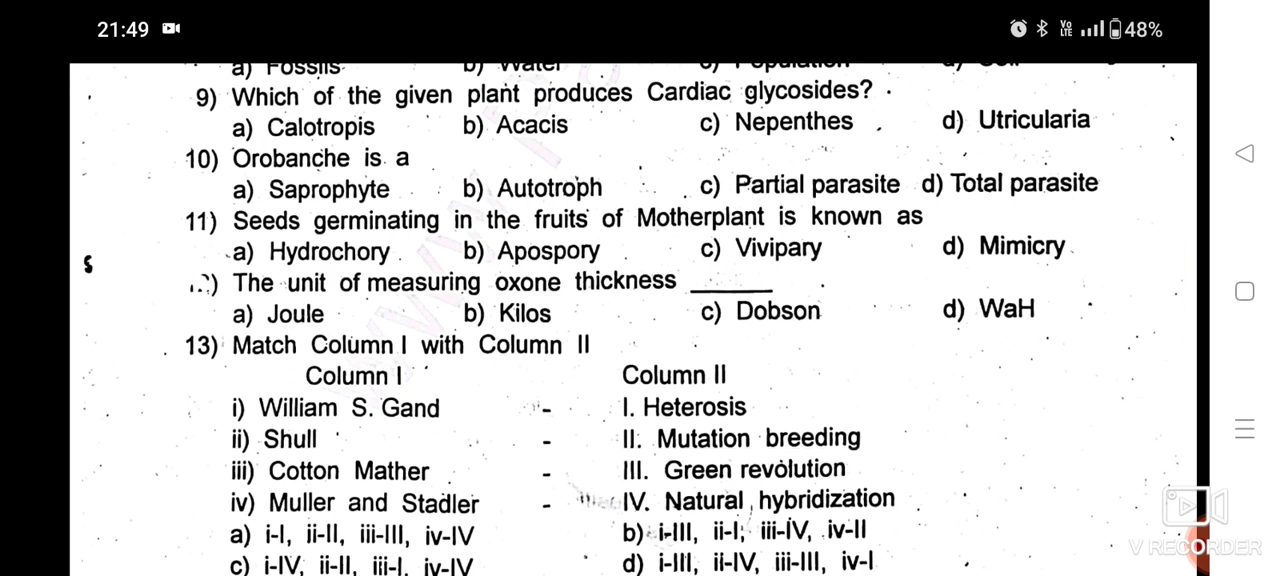 21:49 48%
a) Fossils b) Water c) Population d) Soil
9) Which of the given plant produces Cardiac glycosides?
a) Calotropis b) Acacis c) Nepenthes d) Utricularia
10) Orobanche is a
a) Saprophyte b) Autotroph c) Partial parasite d) Total parasite
11) Seeds germinating in the fruits of Motherplant is known as
a) Hydrochory b) Apospory c) Vivipary d) Mimicry
The unit of measuring oxone thickness ______
a) Joule b) Kilos c) Dobson d) WaH
13) Match Column I with Column II
Column I Column II
i) William S. Gand - I. Heterosis
ii) Shull - II. Mutation breeding
iii) Cotton Mather - III. Green revolution
iv) Muller and Stadler - IV. Natural hybridization
a) i-I, ii-II, iii-III, iv-IV b) i-III, ii-I, iii-IV, iv-II
c) i-IV, ii-II, iii-I, iv-IV d) i-III, ii-IV, iii-III, iv-I
V RECORDER